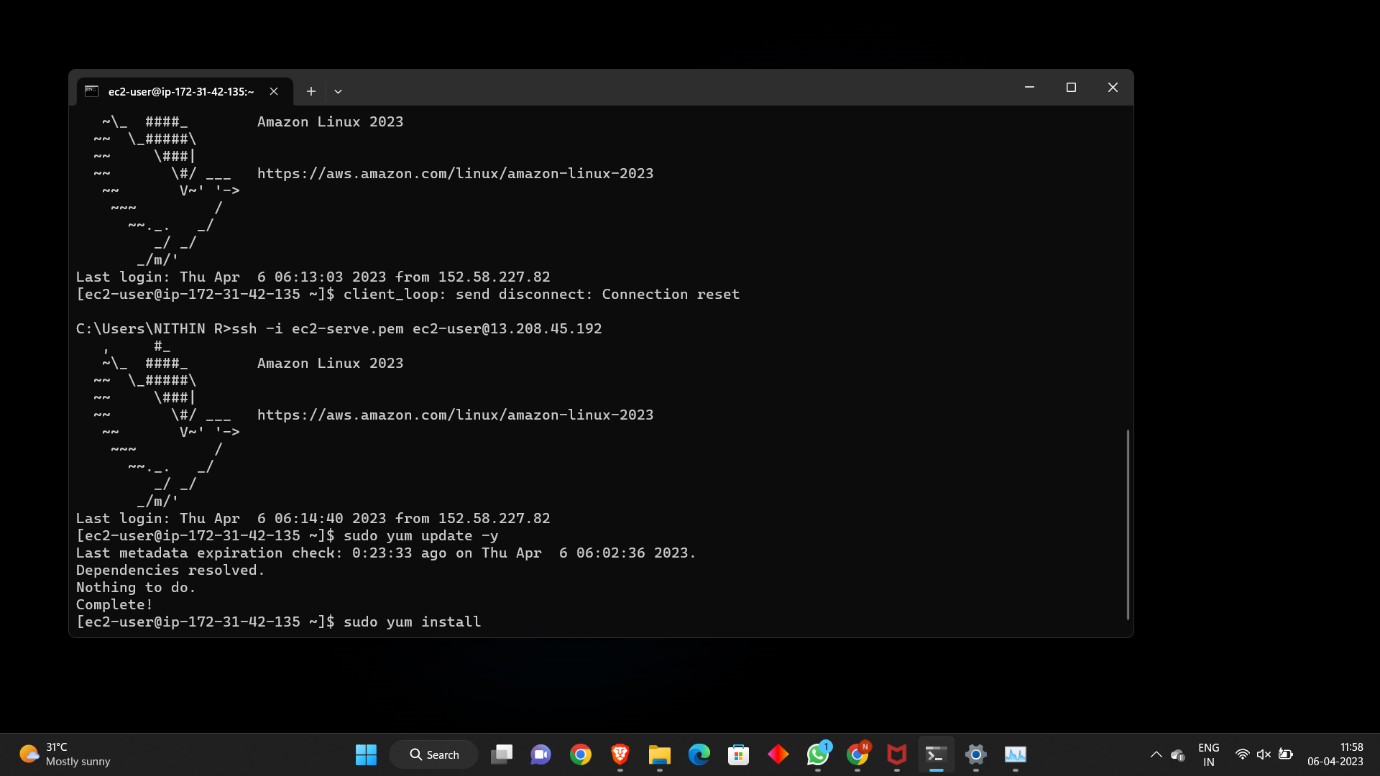 ec2-user@ip-172-31-42-135:~
   ~\_  ####_        Amazon Linux 2023
  ~~  \_#####\
  ~~     \###|
  ~~       \#/ ___   https://aws.amazon.com/linux/amazon-linux-2023
   ~~       V~' '->
    ~~~         /
      ~~._.   _/
         _/ _/
       _/m/'
Last login: Thu Apr  6 06:13:03 2023 from 152.58.227.82
[ec2-user@ip-172-31-42-135 ~]$ client_loop: send disconnect: Connection reset
C:\Users\NITHIN R>ssh -i ec2-serve.pem ec2-user@13.208.45.192
   ,     #_
   ~\_  ####_        Amazon Linux 2023
  ~~  \_#####\
  ~~     \###|
  ~~       \#/ ___   https://aws.amazon.com/linux/amazon-linux-2023
   ~~       V~' '->
    ~~~         /
      ~~._.   _/
         _/ _/
       _/m/'
Last login: Thu Apr  6 06:14:40 2023 from 152.58.227.82
[ec2-user@ip-172-31-42-135 ~]$ sudo yum update -y
Last metadata expiration check: 0:23:33 ago on Thu Apr  6 06:02:36 2023.
Dependencies resolved.
Nothing to do.
Complete!
[ec2-user@ip-172-31-42-135 ~]$ sudo yum install
31°C
Mostly sunny
Search
1
N
ENG
IN
11:58
06-04-2023